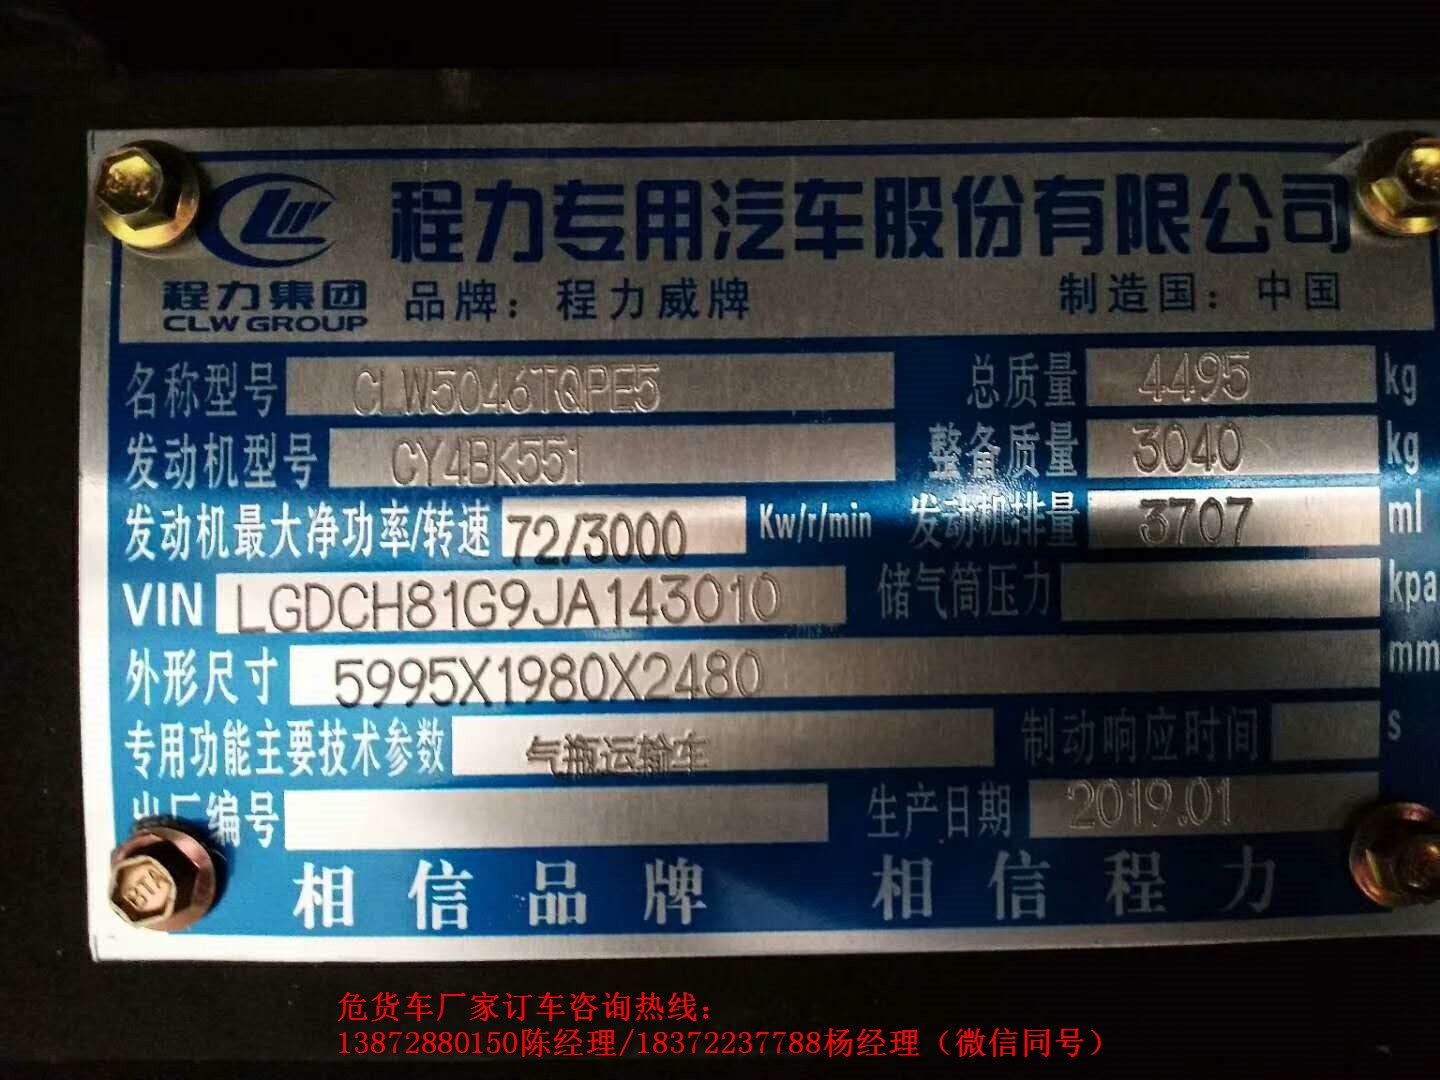 程力专用汽车股份有限公司
程力集团
CLW GROUP
品牌：程力威牌 制造国：中国
名称型号 CLW5046TQPE5 总质量 4495 kg
发动机型号 CY4BK551 整备质量 3040 kg
发动机最大净功率/转速 72/3000 Kw/r/min 发动机排量 3707 ml
VIN LGDCH81G9JA143010 储气筒压力 kpa
外形尺寸 5995X1980X2480 mm
专用功能主要技术参数 气瓶运输车 制动响应时间 s
出厂编号 生产日期 2019.01
相信品牌 相信程力
危货车厂家订车咨询热线：
13872880150陈经理/18372237788杨经理（微信同号）